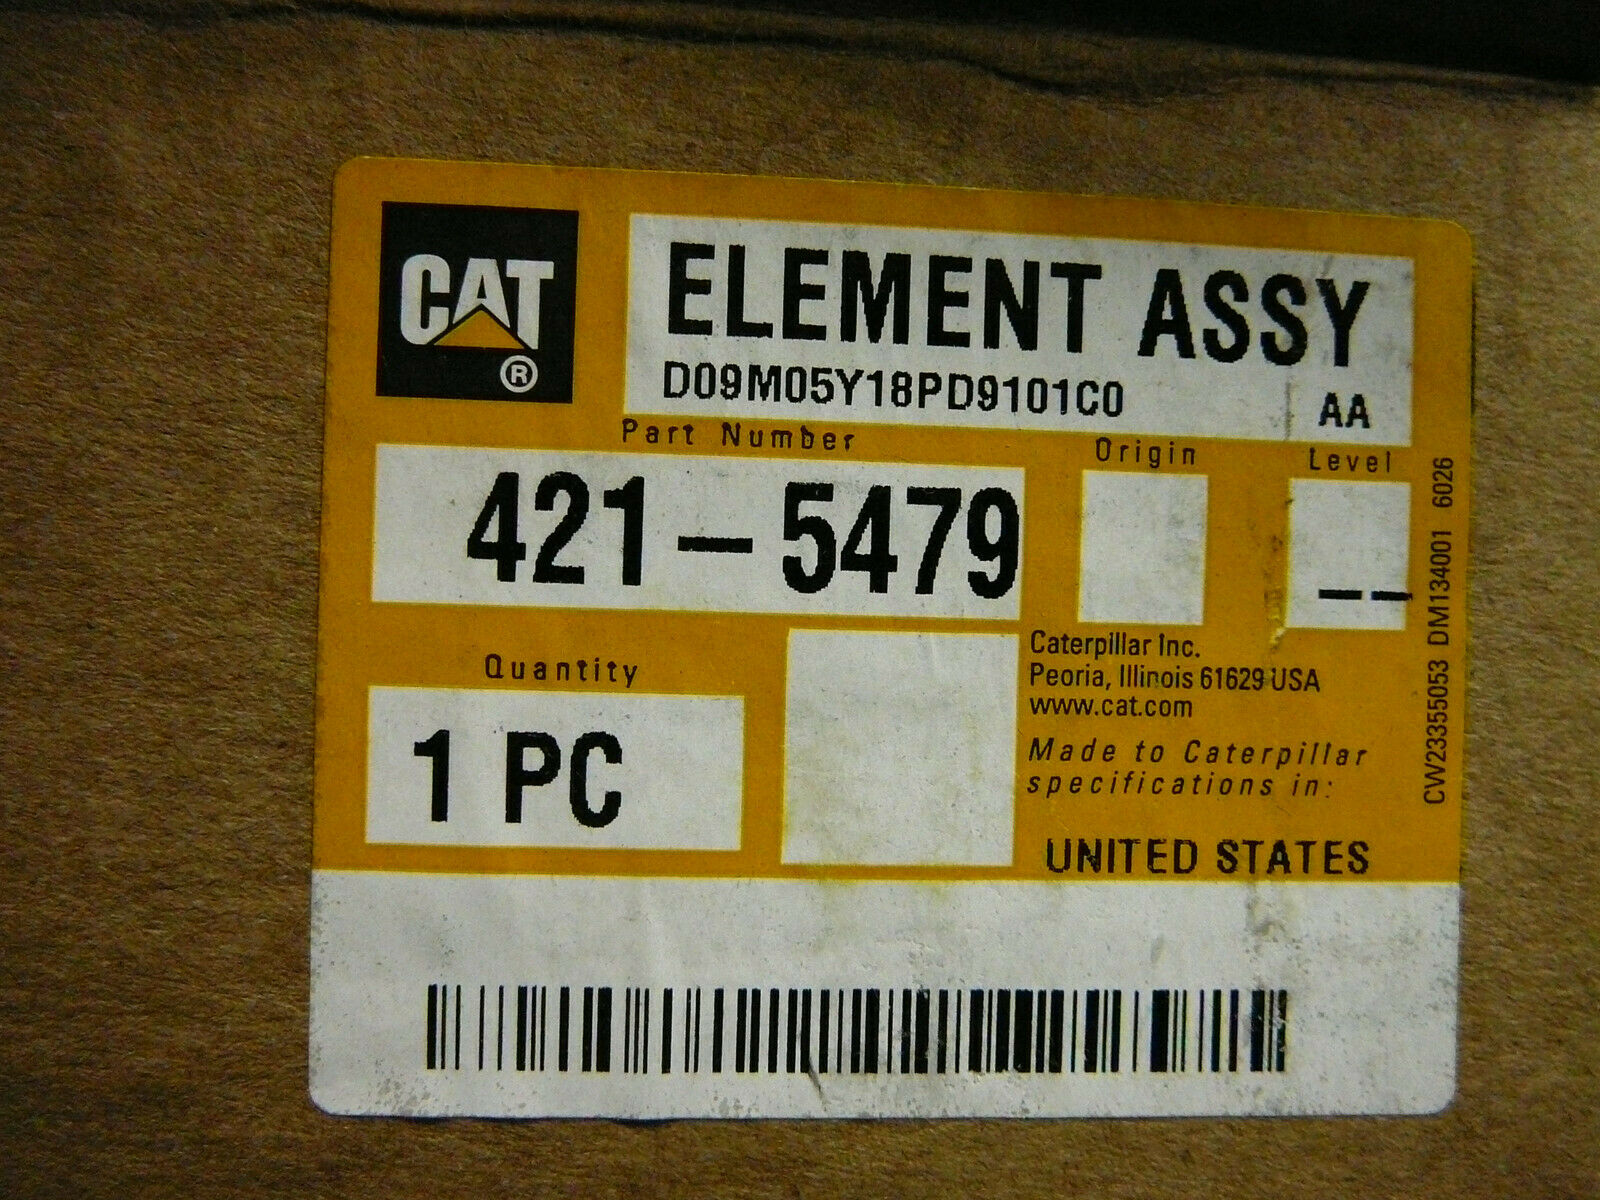 CAT
®
ELEMENT ASSY
D09M05Y18PD9101C0
AA
Part Number
Origin
Level
421-5479
--
Quantity
1 PC
Caterpillar Inc.
Peoria, Illinois 61629 USA
www.cat.com
Made to Caterpillar
specifications in:
UNITED STATES
CW23355053 DM134001 6026